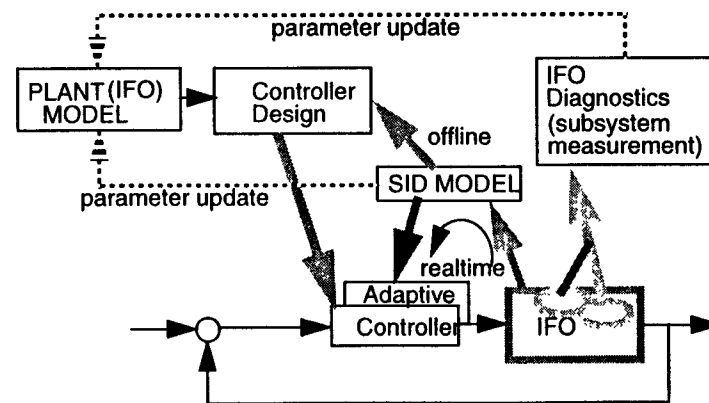 parameter update
PLANT(IFO)
MODEL
Controller
Design
IFO
Diagnostics
(subsystem
measurement)
offline
SID MODEL
parameter update
realtime
Adaptive
Controller
IFO